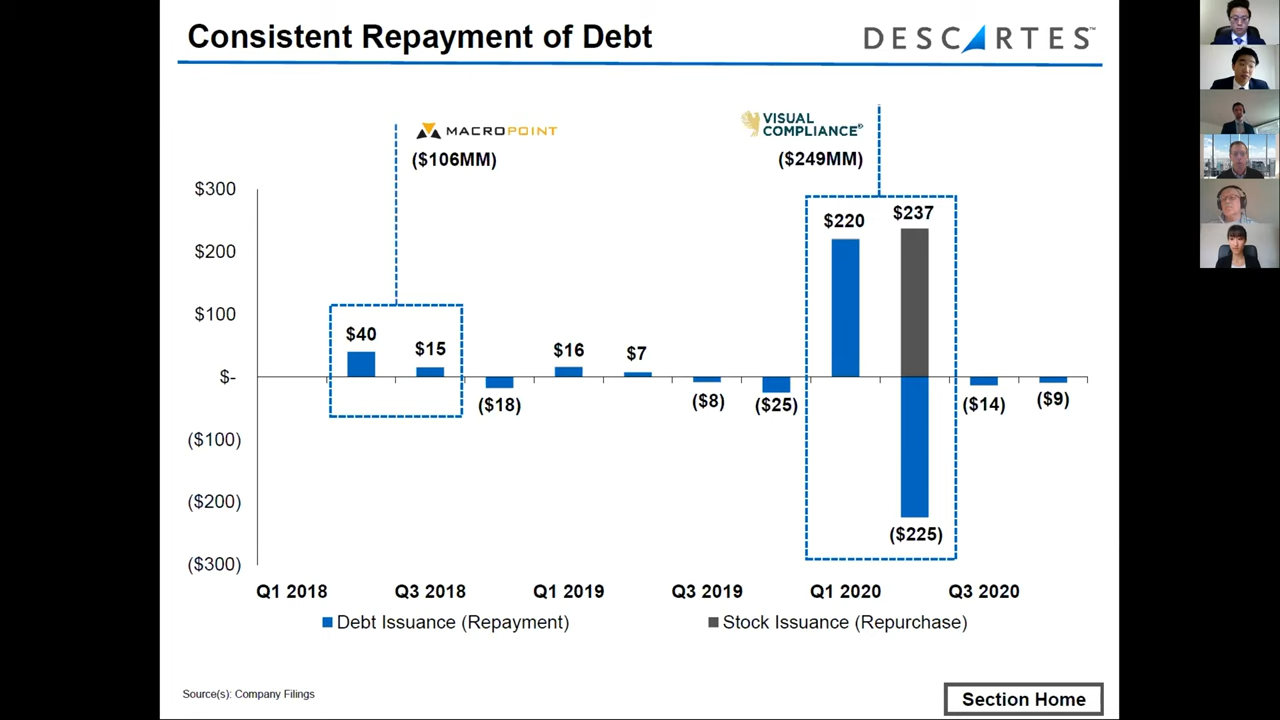 Consistent Repayment of Debt
DESCARTES™
MACROPOINT
($106MM)
VISUAL
COMPLIANCE®
($249MM)
$300
$200
$100
$-
($100)
($200)
($300)
$40
$15
($18)
$16
$7
($8)
($25)
$220
$237
($225)
($14)
($9)
Q1 2018
Q3 2018
Q1 2019
Q3 2019
Q1 2020
Q3 2020
Debt Issuance (Repayment)
Stock Issuance (Repurchase)
Source(s): Company Filings
Section Home